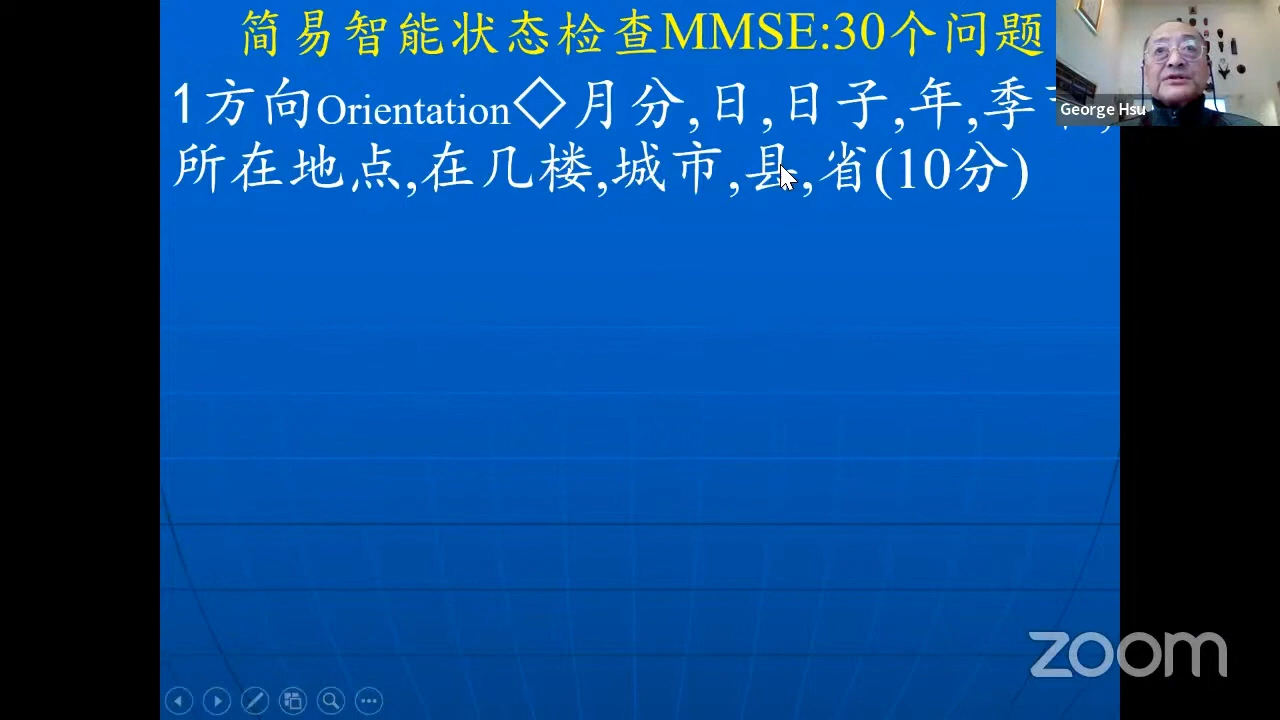 简易智能状态检查MMSE:30个问题
1方向Orientation◇月分,日,日子,年,季
所在地点,在几楼,城市,县,省(10分)
George Hsu
zoom